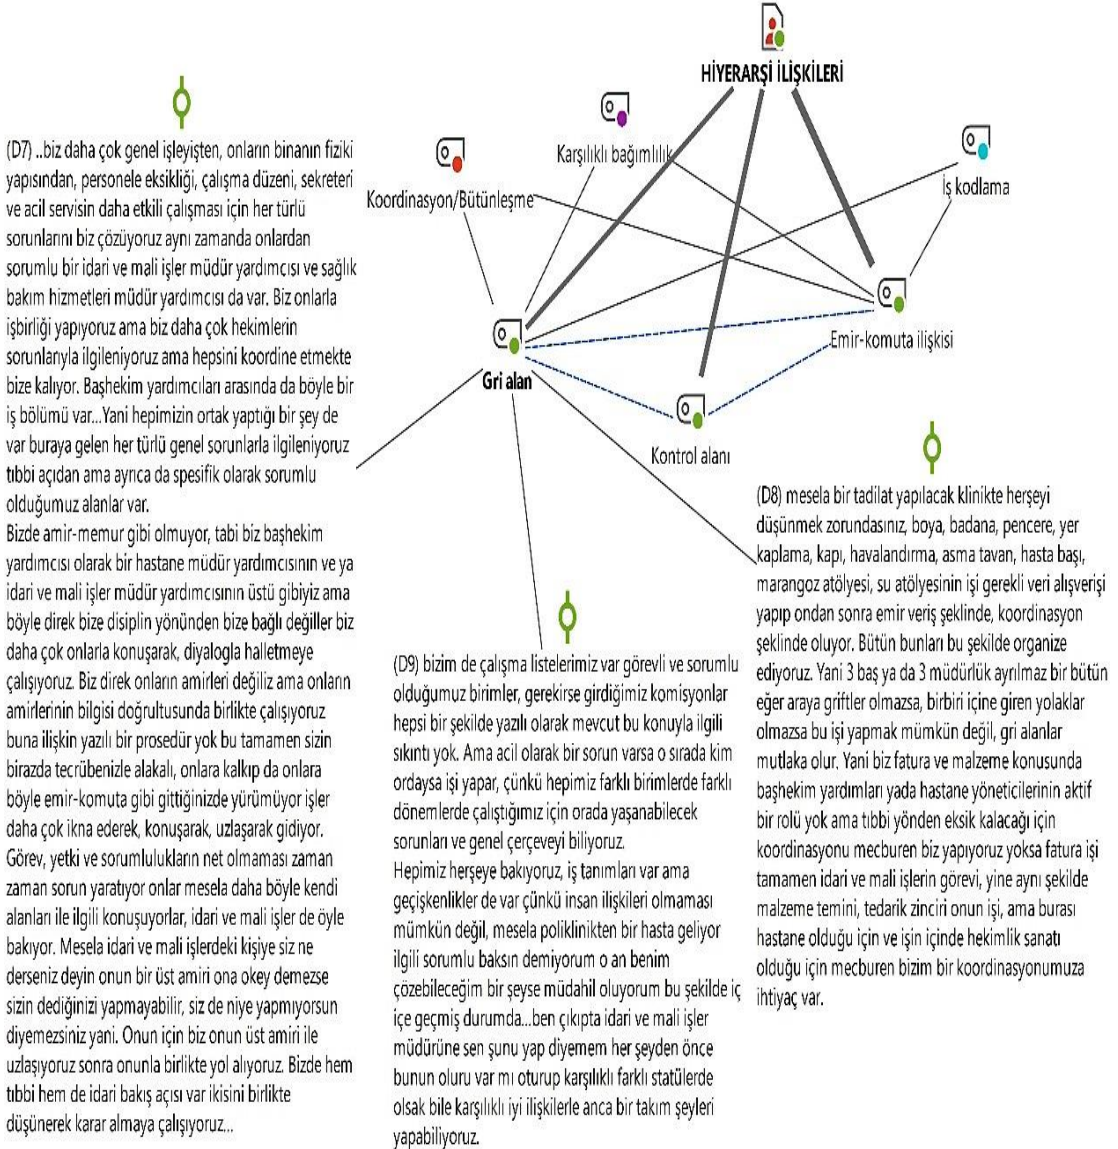 HİYERARŞİ İLİŞKİLERİ
Karşılıklı bağımlılık
Koordinasyon/Bütünleşme
İş kodlama
Emir-komuta ilişkisi
Gri alan
Kontrol alanı
(D7) ..biz daha çok genel işleyişten, onların binanın fiziki
yapısından, personele eksikliği, çalışma düzeni, sekreteri
ve acil servisin daha etkili çalışması için her türlü
sorunlarını biz çözüyoruz aynı zamanda onlardan
sorumlu bir idari ve mali işler müdür yardımcısı ve sağlık
bakım hizmetleri müdür yardımcısı da var. Biz onlarla
işbirliği yapıyoruz ama biz daha çok hekimlerin
sorunlarıyla ilgileniyoruz ama hepsini koordine etmekte
bize kalıyor. Başhekim yardımcıları arasında da böyle bir
iş bölümü var...Yani hepimizin ortak yaptığı bir şey de
var buraya gelen her türlü genel sorunlarla ilgileniyoruz
tıbbi açıdan ama ayrıca da spesifik olarak sorumlu
olduğumuz alanlar var.
Bizde amir-memur gibi olmuyor, tabi biz başhekim
yardımcısı olarak bir hastane müdür yardımcısının ve ya
idari ve mali işler müdür yardımcısının üstü gibiyiz ama
böyle direk bize disiplin yönünden bize bağlı değiller biz
daha çok onlarla konuşarak, diyalogla halletmeye
çalışıyoruz. Biz direk onların amirleri değiliz ama onların
amirlerinin bilgisi doğrultusunda birlikte çalışıyoruz
buna ilişkin yazılı bir prosedür yok bu tamamen sizin
birazda tecrübenizle alakalı, onlara kalkıp da onlara
böyle emir-komuta gibi gittiğinizde yürümüyor işler
daha çok ikna ederek, konuşarak, uzlaşarak gidiyor.
Görev, yetki ve sorumlulukların net olmaması zaman
zaman sorun yaratıyor onlar mesela daha böyle kendi
alanları ile ilgili konuşuyorlar, idari ve mali işler de öyle
bakıyor. Mesela idari ve mali işlerdeki kişiye siz ne
derseniz deyin onun bir üst amiri ona okey demezse
sizin dediğinizi yapmayabilir, siz de niye yapmıyorsun
diyemezsiniz yani. Onun için biz onun üst amiri ile
uzlaşıyoruz sonra onunla birlikte yol alıyoruz. Bizde hem
tıbbi hem de idari bakış açısı var ikisini birlikte
düşünerek karar almaya çalışıyoruz...
(D9) bizim de çalışma listelerimiz var görevli ve sorumlu
olduğumuz birimler, gerekirse girdiğimiz komisyonlar
hepsi bir şekilde yazılı olarak mevcut bu konuyla ilgili
sıkıntı yok. Ama acil olarak bir sorun varsa o sırada kim
ordaysa işi yapar, çünkü hepimiz farklı birimlerde farklı
dönemlerde çalıştığımız için orada yaşanabilecek
sorunları ve genel çerçeveyi biliyoruz.
Hepimiz herşeye bakıyoruz, iş tanımları var ama
geçişkenlikler de var çünkü insan ilişkileri olmaması
mümkün değil, mesela poliklinikten bir hasta geliyor
ilgili sorumlu baksın demiyorum o an benim
çözebileceğim bir şeyse müdahil oluyorum bu şekilde iç
içe geçmiş durumda...ben çıkıpta idari ve mali işler
müdürüne sen şunu yap diyemem her şeyden önce
bunun oluru var mı oturup karşılıklı farklı statülerde
olsak bile karşılıklı iyi ilişkilerle anca bir takım şeyleri
yapabiliyoruz.
(D8) mesela bir tadilat yapılacak klinikte herşeyi
düşünmek zorundasınız, boya, badana, pencere, yer
kaplama, kapı, havalandırma, asma tavan, hasta başı,
marangoz atölyesi, su atölyesinin işi gerekli veri alışverişi
yapıp ondan sonra emir veriş şeklinde, koordinasyon
şeklinde oluyor. Bütün bunları bu şekilde organize
ediyoruz. Yani 3 baş ya da 3 müdürlük ayrılmaz bir bütün
eğer araya griftler olmazsa, birbiri içine giren yolaklar
olmazsa bu işi yapmak mümkün değil, gri alanlar
mutlaka olur. Yani biz fatura ve malzeme konusunda
başhekim yardımları yada hastane yöneticilerinin aktif
bir rolü yok ama tıbbi yönden eksik kalacağı için
koordinasyonu mecburen biz yapıyoruz yoksa fatura işi
tamamen idari ve mali işlerin görevi, yine aynı şekilde
malzeme temini, tedarik zinciri onun işi, ama burası
hastane olduğu için ve işin içinde hekimlik sanatı
olduğu için mecburen bizim bir koordinasyonumuza
ihtiyaç var.